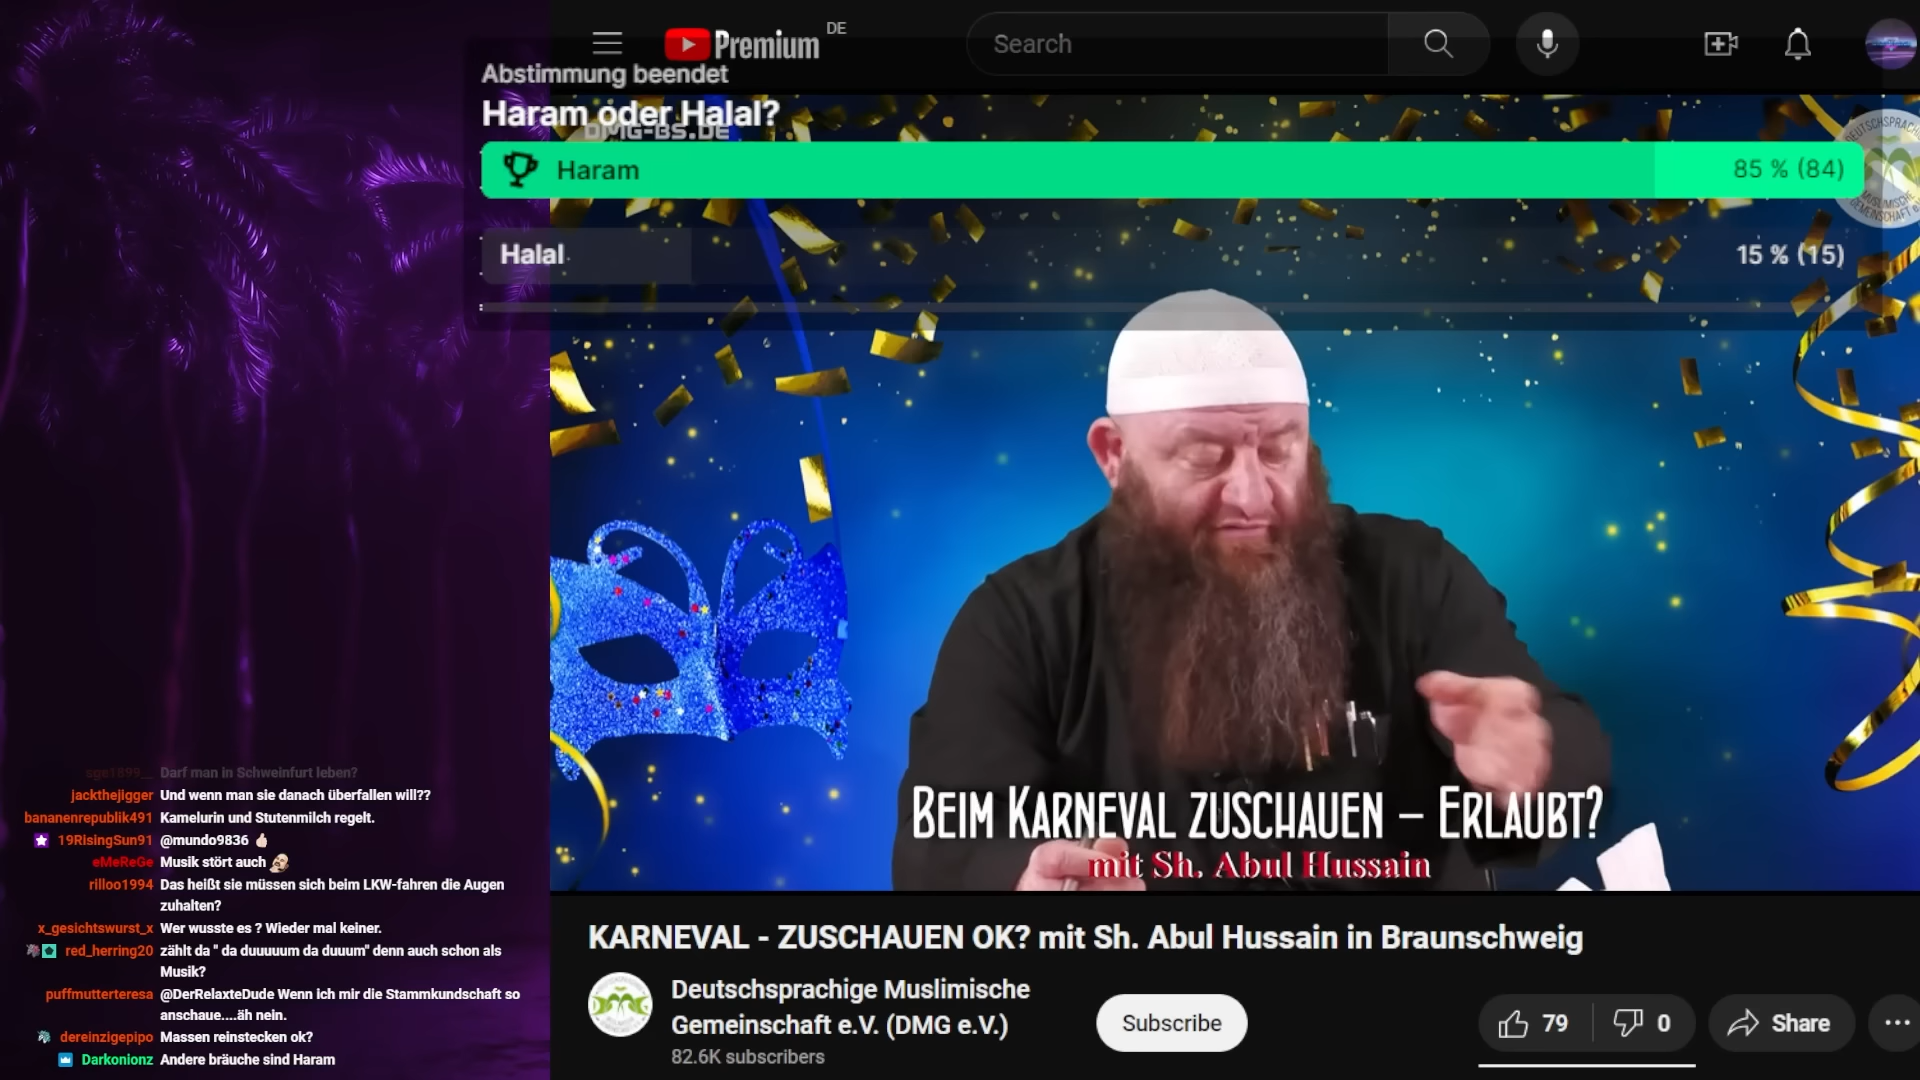 Premium
DE
Search
Abstimmung beendet
Haram oder Halal?
DMG-BS.DE
Haram
85 % (84)
Halal
15 % (15)
BEIM KARNEVAL ZUSCHAUEN – ERLAUBT?
mit Sh. Abul Hussain
KARNEVAL - ZUSCHAUEN OK? mit Sh. Abul Hussain in Braunschweig
Deutschsprachige Muslimische
Gemeinschaft e.V. (DMG e.V.)
82.6K subscribers
Subscribe
79
0
Share
sge1899__ Darf man in Schweinfurt leben?
jackthejigger Und wenn man sie danach überfallen will??
bananenrepublik491 Kamelurin und Stutenmilch regelt.
19RisingSun91 @mundo9836 👍🏻
eMeReGe Musik stört auch
rilloo1994 Das heißt sie müssen sich beim LKW-fahren die Augen
zuhalten?
x_gesichtswurst_x Wer wusste es ? Wieder mal keiner.
red_herring20 zählt da " da duuuuum da duuum" denn auch schon als
Musik?
puffmutterteresa @DerRelaxteDude Wenn ich mir die Stammkundschaft so
anschaue....äh nein.
dereinzigepipo Massen reinstecken ok?
Darkonionz Andere bräuche sind Haram